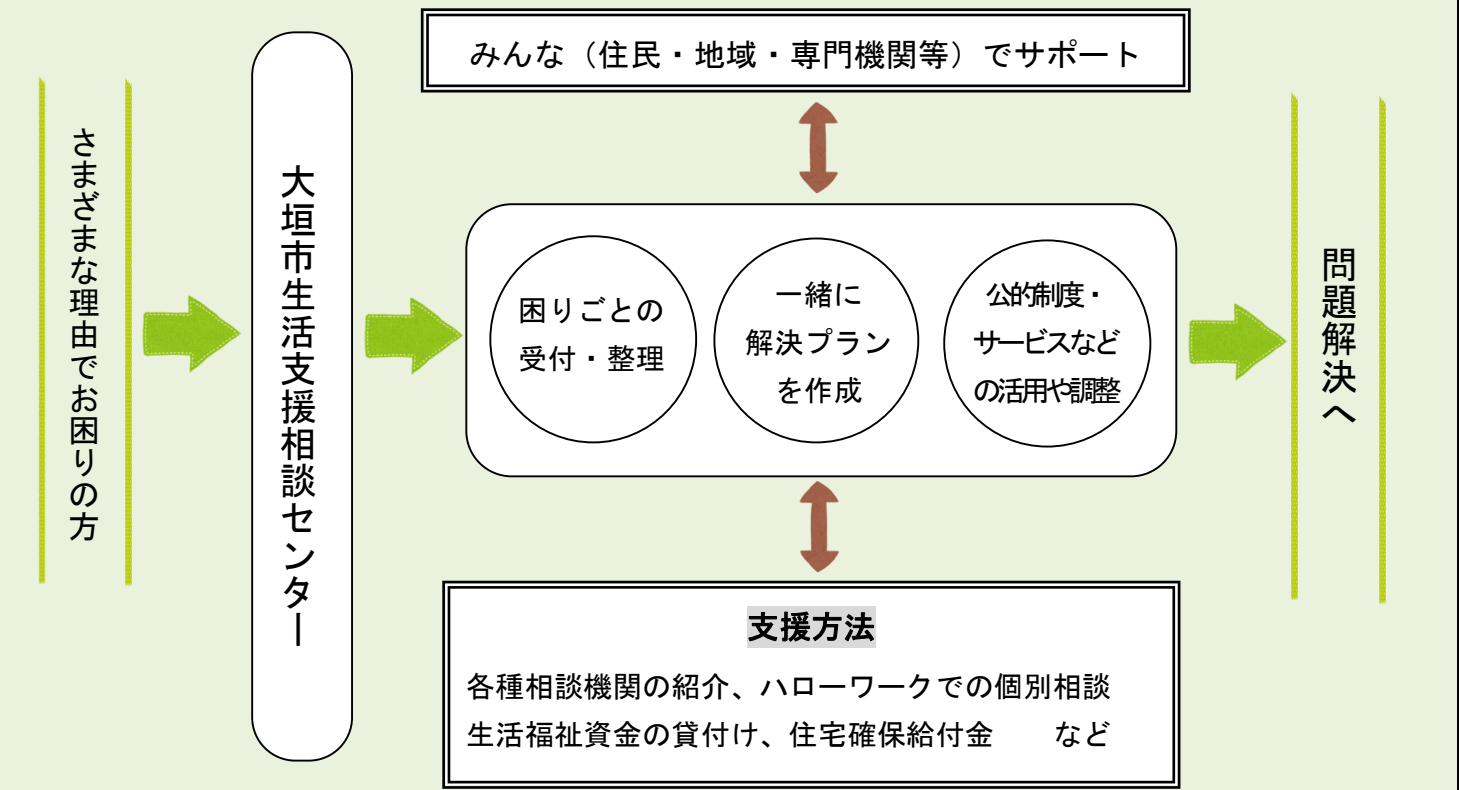 みんな（住民・地域・専門機関等）でサポート
さまざまな理由でお困りの方
大垣市生活支援相談センター
困りごとの
受付・整理
一緒に
解決プラン
を作成
公的制度・
サービスなど
の活用や調整
問題解決へ
支援方法
各種相談機関の紹介、ハローワークでの個別相談
生活福祉資金の貸付け、住宅確保給付金　　など